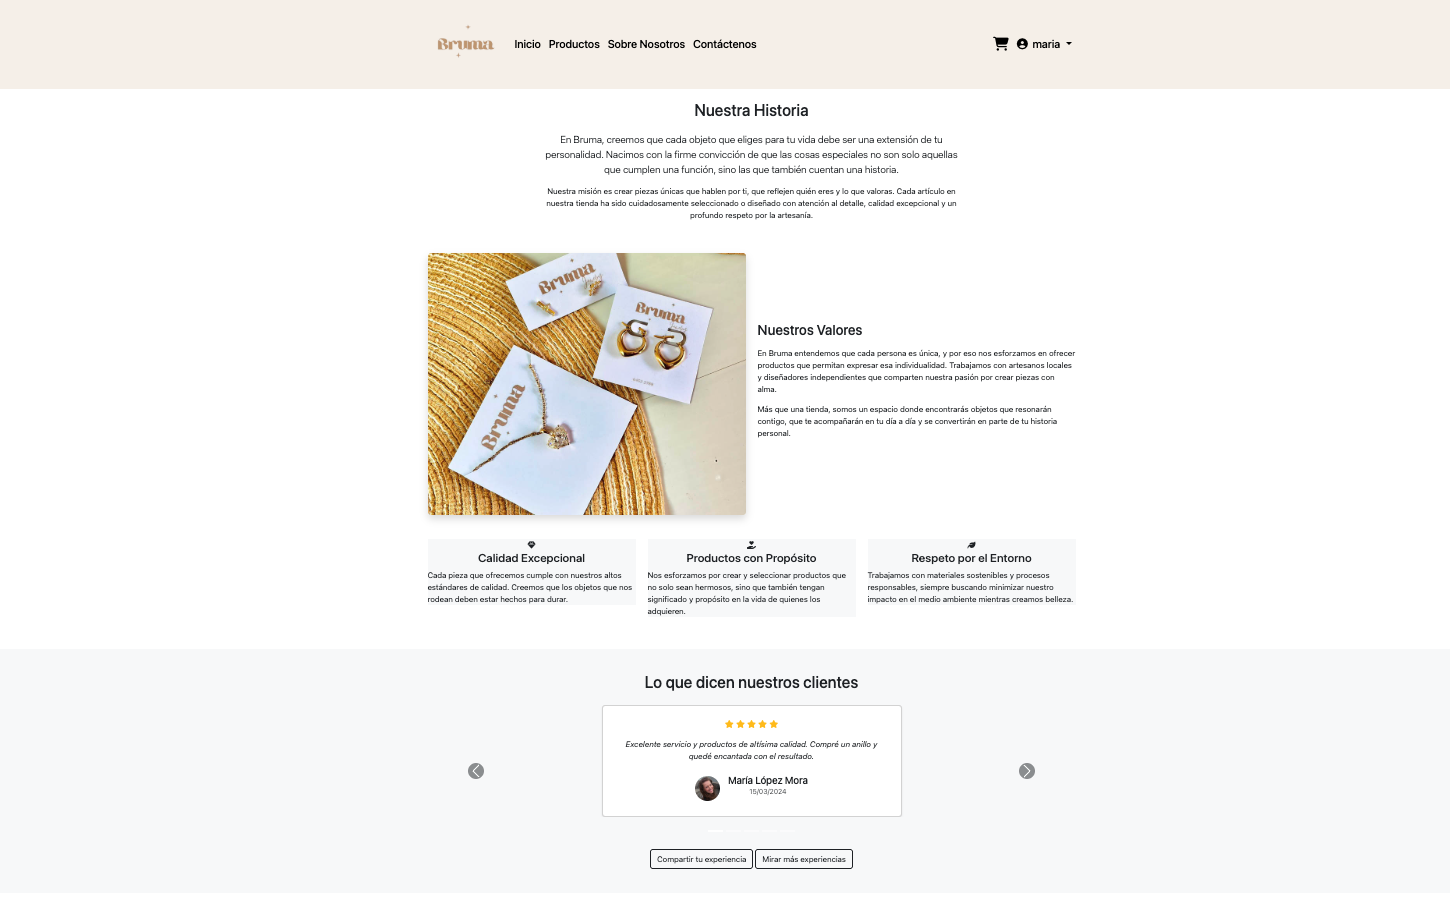 Bruma
Inicio Productos Sobre Nosotros Contáctenos
maria
Nuestra Historia
En Bruma, creemos que cada objeto que eliges para tu vida debe ser una extensión de tu
personalidad. Nacimos con la firme convicción de que las cosas especiales no son solo aquellas
que cumplen una función, sino las que también cuentan una historia.
Nuestra misión es crear piezas únicas que hablen por ti, que reflejen quién eres y lo que valoras. Cada artículo en
nuestra tienda ha sido cuidadosamente seleccionado o diseñado con atención al detalle, calidad excepcional y un
profundo respeto por la artesanía.
Bruma
Bruma
Bruma
Nuestros Valores
En Bruma entendemos que cada persona es única, y por eso nos esforzamos en ofrecer
productos que permitan expresar esa individualidad. Trabajamos con artesanos locales
y diseñadores independientes que comparten nuestra pasión por crear piezas con
alma.
Más que una tienda, somos un espacio donde encontrarás objetos que resonarán
contigo, que te acompañarán en tu día a día y se convertirán en parte de tu historia
personal.
Calidad Excepcional
Cada pieza que ofrecemos cumple con nuestros altos
estándares de calidad. Creemos que los objetos que nos
rodean deben estar hechos para durar.
Productos con Propósito
Nos esforzamos por crear y seleccionar productos que
no solo sean hermosos, sino que también tengan
significado y propósito en la vida de quienes los
adquieren.
Respeto por el Entorno
Trabajamos con materiales sostenibles y procesos
responsables, siempre buscando minimizar nuestro
impacto en el medio ambiente mientras creamos belleza.
Lo que dicen nuestros clientes
Excelente servicio y productos de altísima calidad. Compré un anillo y
quedé encantada con el resultado.
María López Mora
15/03/2024
Compartir tu experiencia
Mirar más experiencias